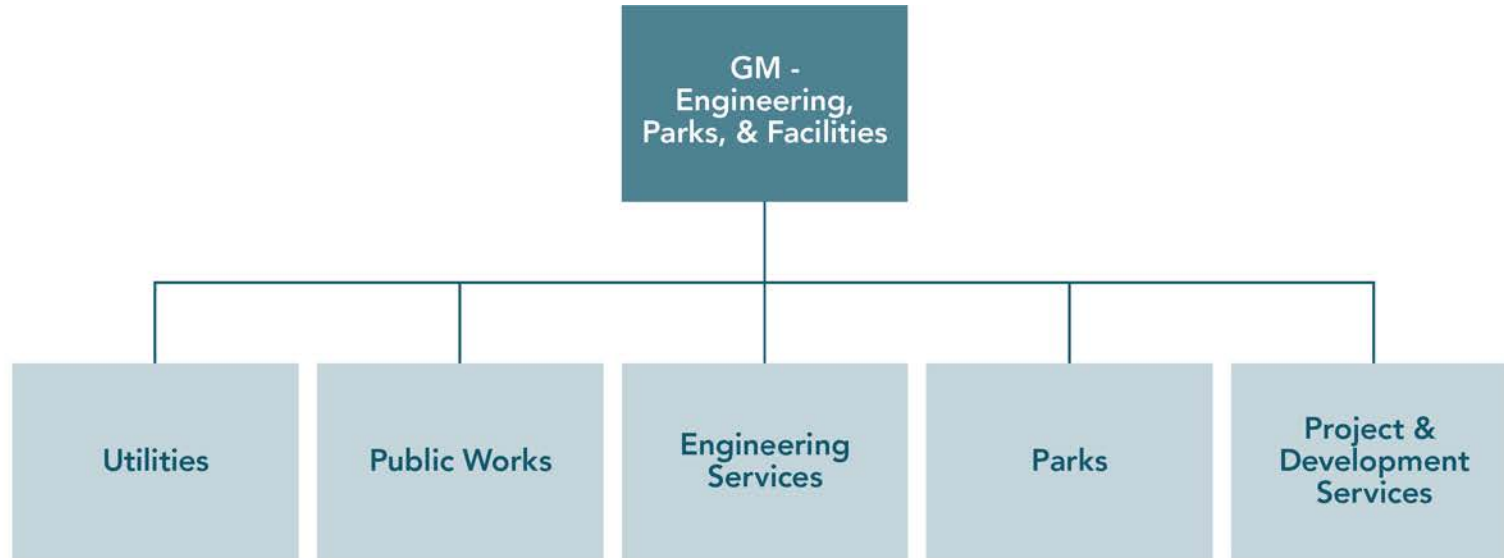 GM -
Engineering,
Parks, & Facilities
Utilities
Public Works
Engineering
Services
Parks
Project &
Development
Services